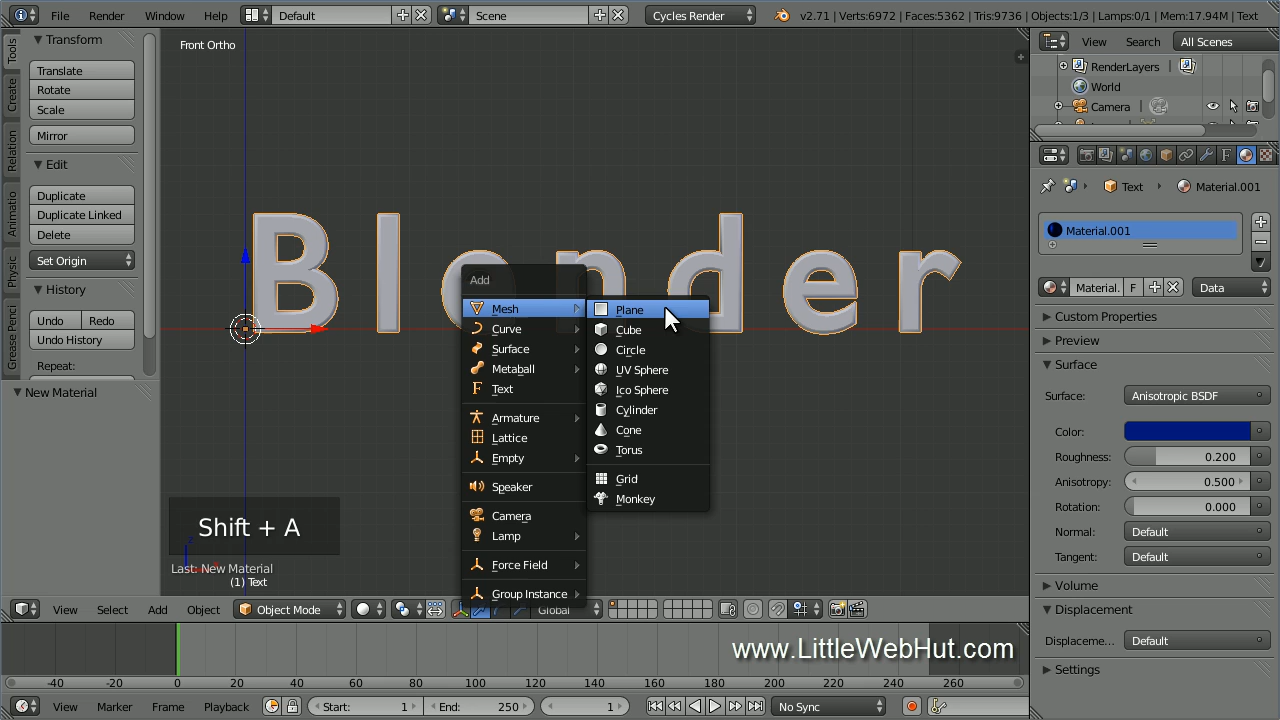 File Render Window Help Default Scene Cycles Render v2.71 | Verts:6972 | Faces:5362 | Tris:9736 | Objects:1/3 | Lamps:0/1 | Mem:17.94M | Text
Tools
Create
Relation
Animatio
Physic
Grease Penci
Transform
Translate
Rotate
Scale
Mirror
Edit
Duplicate
Duplicate Linked
Delete
Set Origin
History
Undo Redo
Undo History
Repeat:
New Material
Front Ortho
Blender
Add
Mesh
Curve
Surface
Metaball
Text
Armature
Lattice
Empty
Speaker
Camera
Lamp
Force Field
Group Instance
Plane
Cube
Circle
UV Sphere
Ico Sphere
Cylinder
Cone
Torus
Grid
Monkey
Shift + A
Last: New Material
(1) Text
View Select Add Object Object Mode Global
www.LittleWebHut.com
-40 -20 0 20 40 60 80 100 120 140 160 180 200 220 240 260
View Marker Frame Playback Start: 1 End: 250 1 No Sync
View Search All Scenes
RenderLayers
World
Camera
Text Material.001
Material.001
Material. F Data
Custom Properties
Preview
Surface
Surface: Anisotropic BSDF
Color:
Roughness: 0.200
Anisotropy: 0.500
Rotation: 0.000
Normal: Default
Tangent: Default
Volume
Displacement
Displaceme... Default
Settings